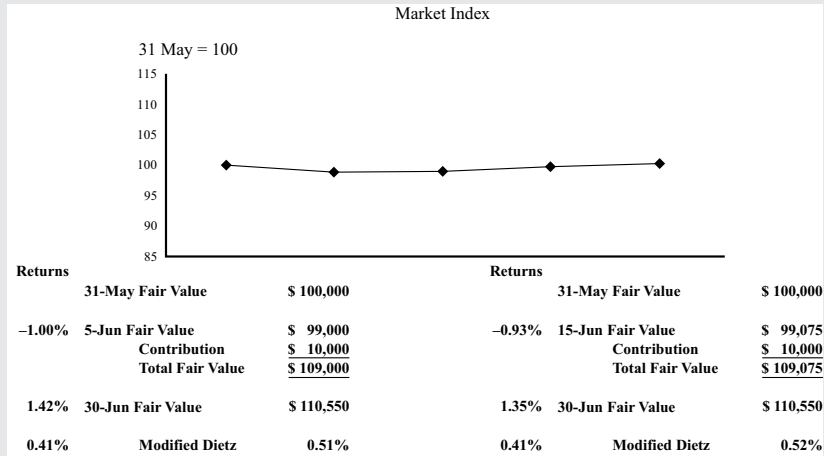 Market Index
31 May = 100
115
110
105
100
95
90
85
Returns
31-May Fair Value $ 100,000
–1.00% 5-Jun Fair Value $ 99,000
Contribution $ 10,000
Total Fair Value $ 109,000
1.42% 30-Jun Fair Value $ 110,550
0.41% Modified Dietz 0.51%
Returns
31-May Fair Value $ 100,000
–0.93% 15-Jun Fair Value $ 99,075
Contribution $ 10,000
Total Fair Value $ 109,075
1.35% 30-Jun Fair Value $ 110,550
0.41% Modified Dietz 0.52%